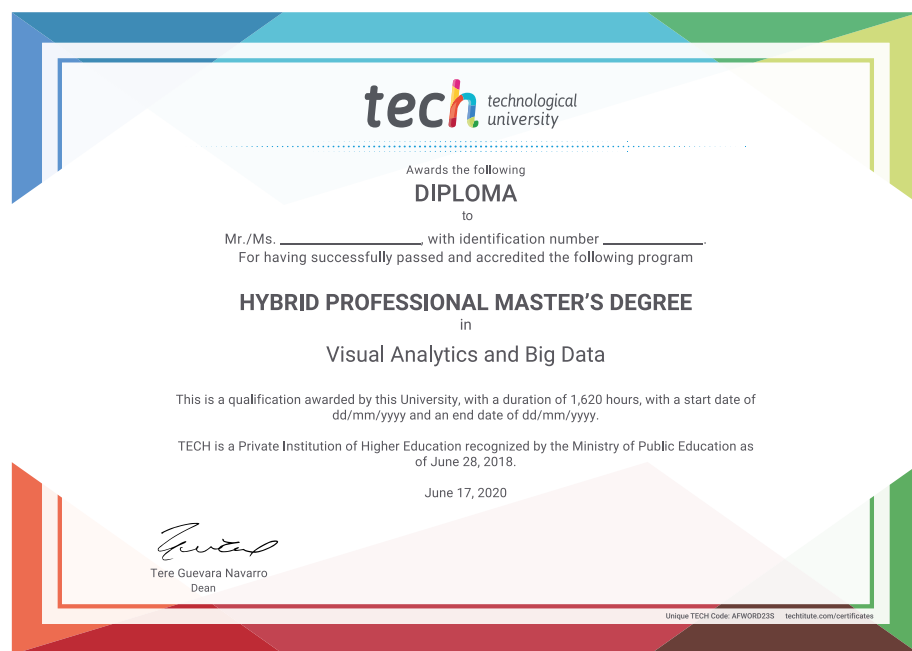 tech technological
university
Awards the following
DIPLOMA
to
Mr./Ms. ____________________, with identification number ______________.
For having successfully passed and accredited the following program
HYBRID PROFESSIONAL MASTER'S DEGREE
in
Visual Analytics and Big Data
This is a qualification awarded by this University, with a duration of 1,620 hours, with a start date of
dd/mm/yyyy and an end date of dd/mm/yyyy.
TECH is a Private Institution of Higher Education recognized by the Ministry of Public Education as
of June 28, 2018.
June 17, 2020
Tere Guevara Navarro
Dean
Unique TECH Code: AFWORD23S techtitute.com/certificates